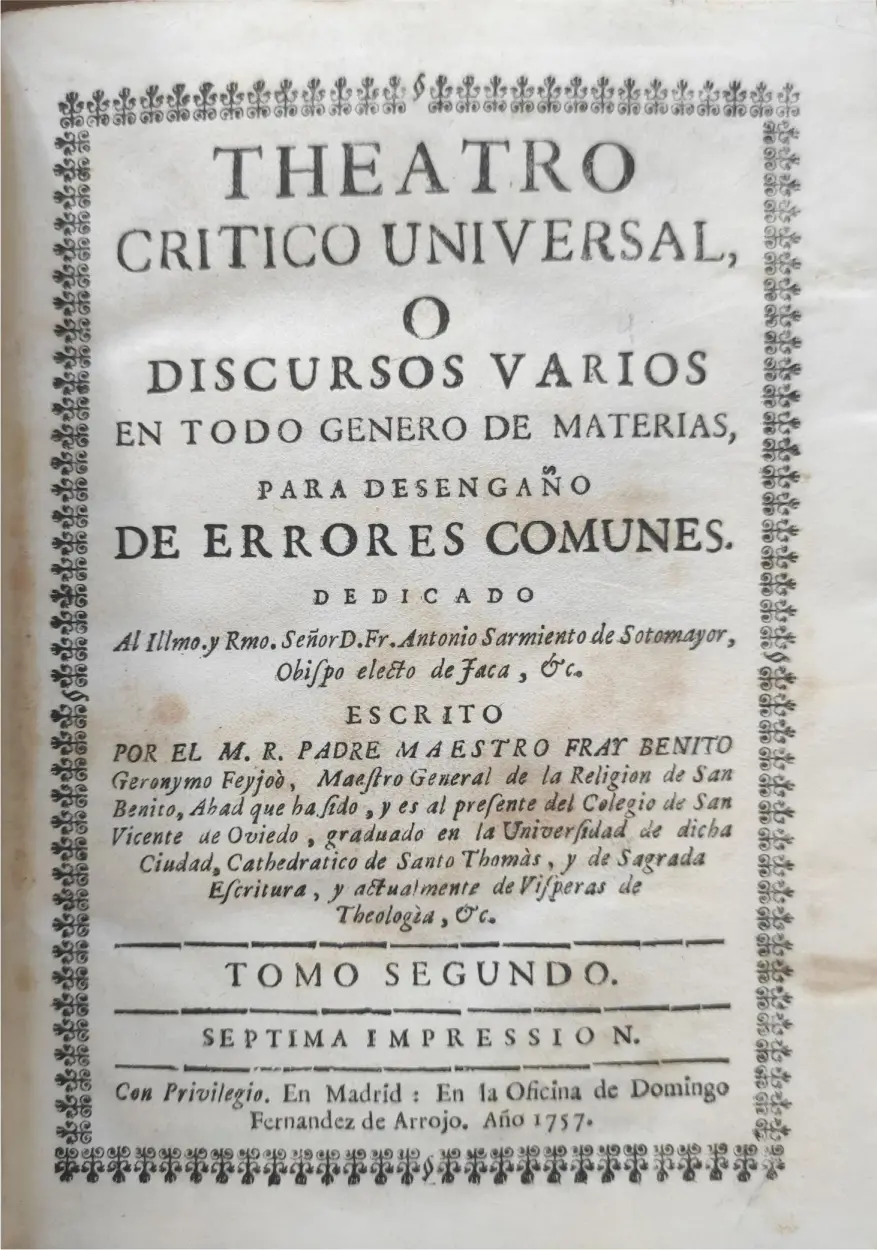 THEATRO
CRITICO UNIVERSAL,
O
DISCURSOS VARIOS
EN TODO GENERO DE MATERIAS,
PARA DESENGAÑO
DE ERRORES COMUNES.
DEDICADO
Al Illmo. y Rmo. Señor D. Fr. Antonio Sarmiento de Sotomayor,
Obiſpo electo de Jaca, &c.
ESCRITO
POR EL M. R. PADRE MAESTRO FRAY BENITO
Geronymo Feyjoò, Maeſtro General de la Religion de San
Benito, Abad que ha ſido, y es al preſente del Colegio de San
Vicente de Oviedo, graduado en la Univerſidad de dicha
Ciudad, Cathedratico de Santo Thomàs, y de Sagrada
Eſcritura, y actualmente de Viſperas de
Theologìa, &c.
TOMO SEGUNDO.
SEPTIMA IMPRESSION.
Con Privilegio. En Madrid : En la Oficina de Domingo
Fernandez de Arrojo. Año 1757.